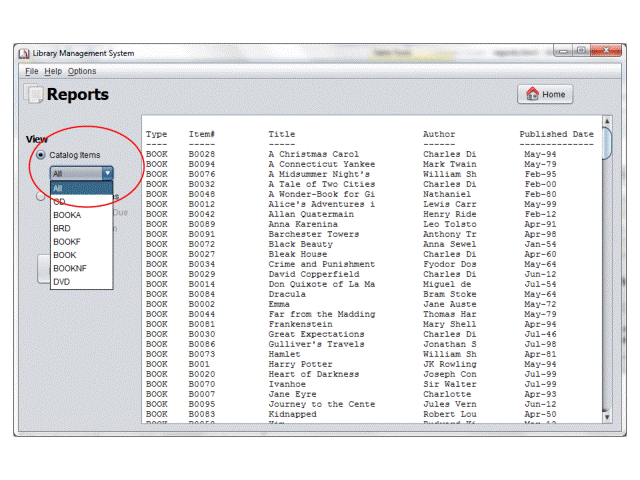 Library Management System
File Help Options
Reports
Home
View
Catalog Items
All
All
CD
BOOKA
BRD
BOOKF
BOOK
BOOKNF
DVD
s
Due
n
Type Item# Title Author Published Date
---- ----- ----- ------ --------------
BOOK B0028 A Christmas Carol Charles Di May-94
BOOK B0094 A Connecticut Yankee Mark Twain May-79
BOOK B0076 A Midsummer Night's William Sh Feb-95
BOOK B0032 A Tale of Two Cities Charles Di Feb-00
BOOK B0048 A Wonder-Book for Gi Nathaniel Feb-80
BOOK B0012 Alice's Adventures i Lewis Carr May-99
BOOK B0042 Allan Quatermain Henry Ride Feb-12
BOOK B0089 Anna Karenina Leo Tolsto Apr-91
BOOK B0091 Barchester Towers Anthony Tr Apr-98
BOOK B0072 Black Beauty Anna Sewel Jan-54
BOOK B0027 Bleak House Charles Di Apr-60
BOOK B0034 Crime and Punishment Fyodor Dos May-64
BOOK B0029 David Copperfield Charles Di Jun-12
BOOK B0014 Don Quixote of La Ma Miguel de Jul-54
BOOK B0084 Dracula Bram Stoke May-64
BOOK B0002 Emma Jane Auste May-72
BOOK B0044 Far from the Madding Thomas Har May-79
BOOK B0081 Frankenstein Mary Shell Apr-94
BOOK B0030 Great Expectations Charles Di Jul-46
BOOK B0086 Gulliver's Travels Jonathan S Jul-98
BOOK B0073 Hamlet William Sh Apr-81
BOOK B001 Harry Potter JK Rowling May-94
BOOK B0020 Heart of Darkness Joseph Con Jul-99
BOOK B0070 Ivanhoe Sir Walter Jul-99
BOOK B0007 Jane Eyre Charlotte Apr-93
BOOK B0095 Journey to the Cente Jules Vern Jun-12
BOOK B0083 Kidnapped Robert Lou Apr-50